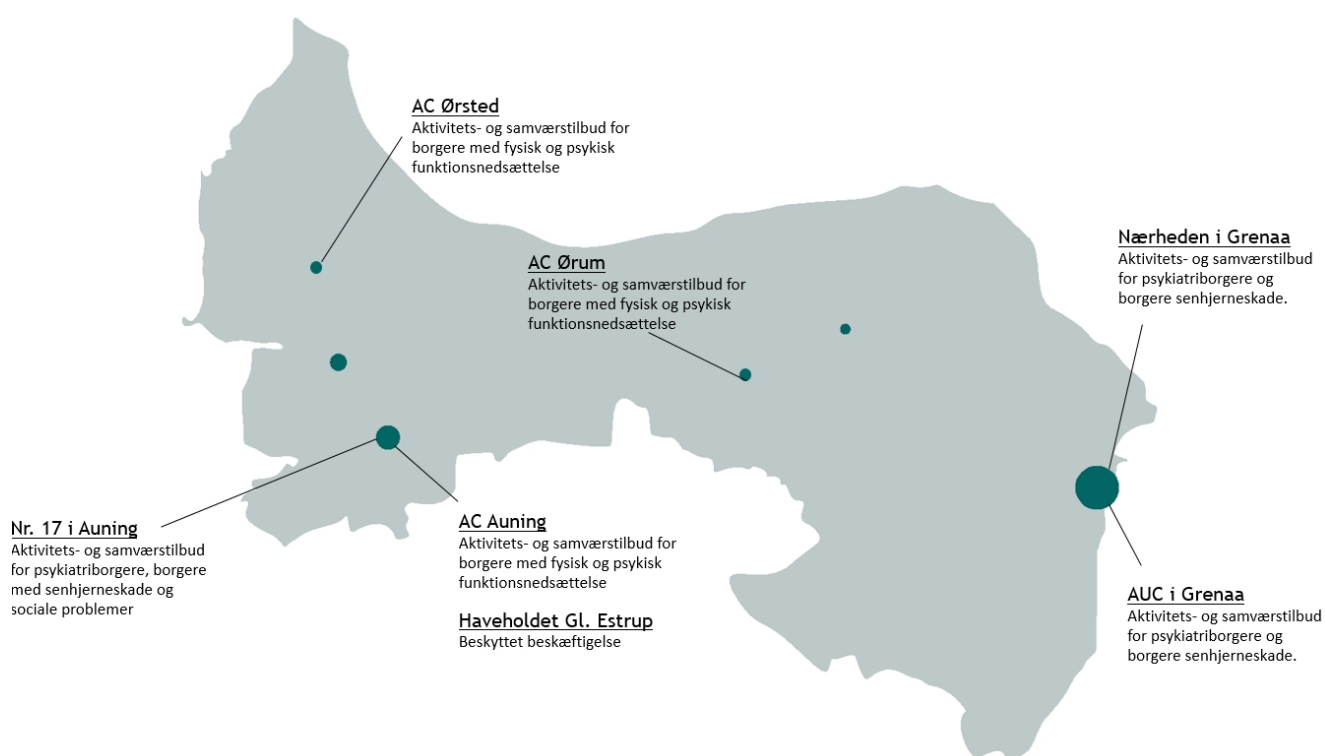 AC Ørsted
Aktivitets- og samværstilbud for
borgere med fysisk og psykisk
funktionsnedsættelse
AC Ørum
Aktivitets- og samværstilbud for
borgere med fysisk og psykisk
funktionsnedsættelse
Nærheden i Grenaa
Aktivitets- og samværstilbud
for psykiatriborgere og
borgere senhjerneskade.
Nr. 17 i Auning
Aktivitets- og samværstilbud
for psykiatriborgere, borgere
med senhjerneskade og
sociale problemer
AC Auning
Aktivitets- og samværstilbud for
borgere med fysisk og psykisk
funktionsnedsættelse
Haveholdet Gl. Estrup
Beskyttet beskæftigelse
AUC i Grenaa
Aktivitets- og samværstilbud
for psykiatriborgere og
borgere senhjerneskade.